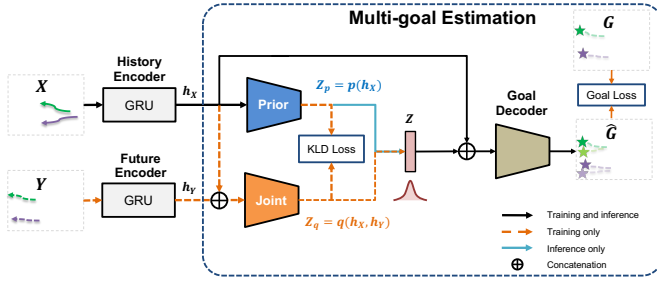 Multi-goal Estimation
G
X
History
Encoder
GRU
h_X
Prior
Z_p = p(h_X)
Z
Goal
Decoder
Goal Loss
Ĝ
KLD Loss
Y
Future
Encoder
GRU
h_Y
Joint
Z_q = q(h_X, h_Y)
Training and inference
Training only
Inference only
Concatenation